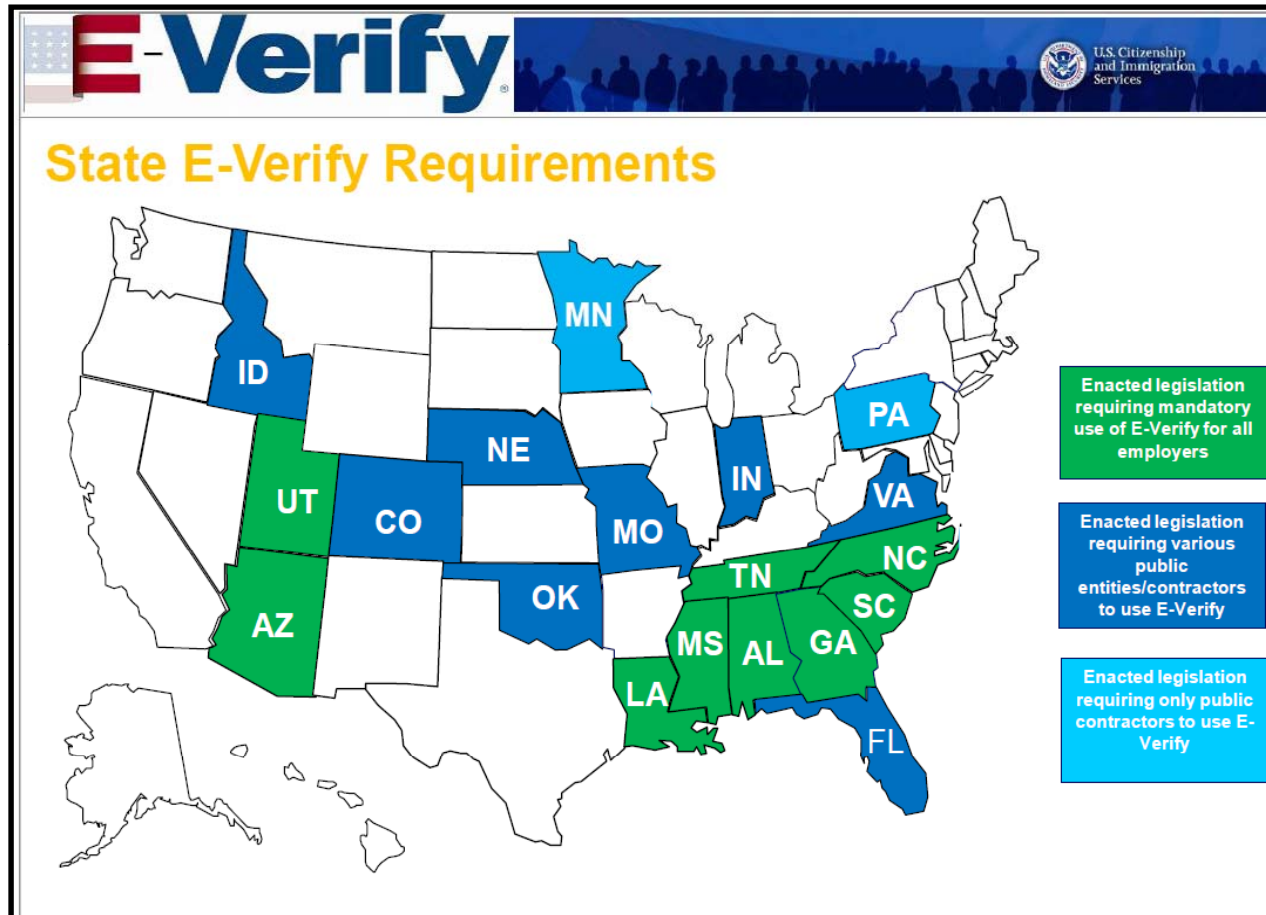 E-Verify®
U.S. Citizenship
and Immigration
Services
State E-Verify Requirements
MN
ID
PA
NE
IN
UT
CO
VA
MO
NC
TN
OK
SC
AZ
MS
AL
GA
LA
FL
Enacted legislation
requiring mandatory
use of E-Verify for all
employers
Enacted legislation
requiring various
public
entities/contractors
to use E-Verify
Enacted legislation
requiring only public
contractors to use E-
Verify